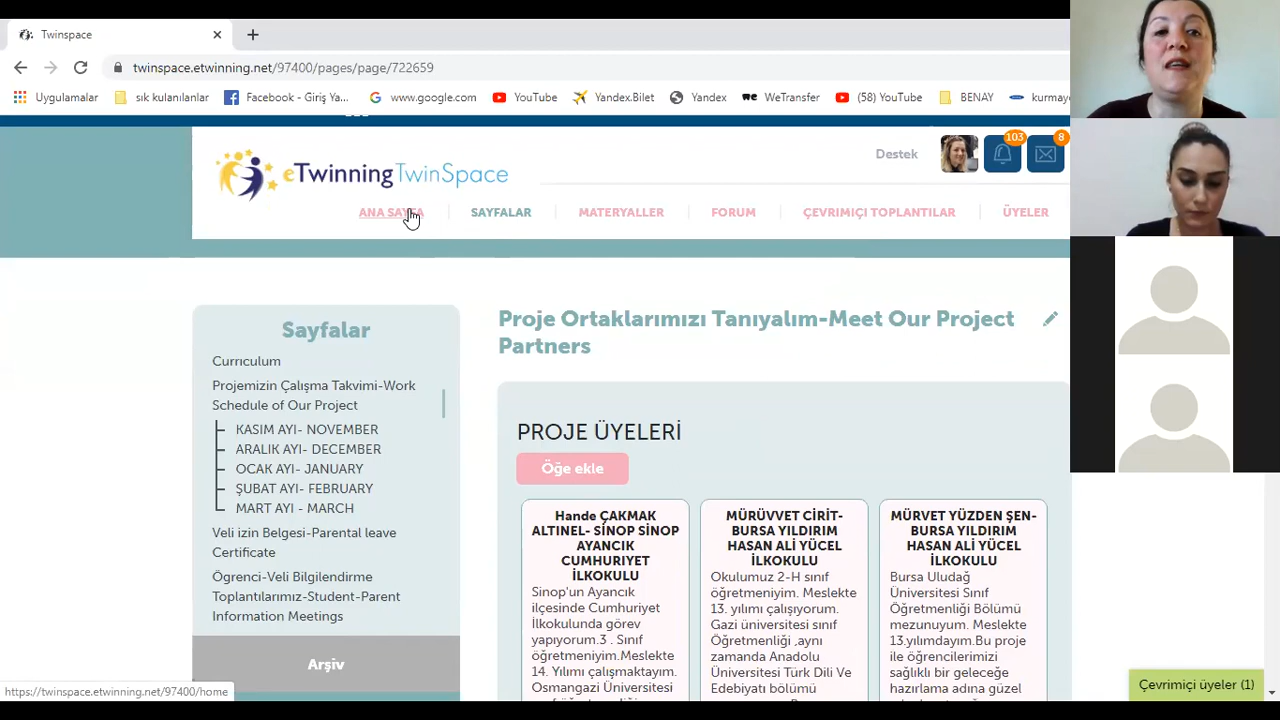 Twinspace
twinspace.etwinning.net/97400/pages/page/722659
Uygulamalar
sık kulanılanlar
Facebook - Giriş Ya...
www.google.com
YouTube
Yandex.Bilet
Yandex
WeTransfer
(58) YouTube
BENAY
kurmay
eTwinningTwinSpace
Destek
103
8
ANA SAYFA
SAYFALAR
MATERYALLER
FORUM
ÇEVRIMIÇI TOPLANTILAR
ÜYELER
Sayfalar
Curriculum
Projemizin Çalışma Takvimi-Work
Schedule of Our Project
KASIM AYI- NOVEMBER
ARALIK AYI- DECEMBER
OCAK AYI- JANUARY
ŞUBAT AYI- FEBRUARY
MART AYI - MARCH
Veli izin Belgesi-Parental leave
Certificate
Ögrenci-Veli Bilgilendirme
Toplantılarımız-Student-Parent
Information Meetings
Arşiv
Proje Ortaklarımızı Tanıyalım-Meet Our Project
Partners
PROJE ÜYELERİ
Öğe ekle
Hande ÇAKMAK
ALTINEL- SİNOP SİNOP
AYANCIK
CUMHURIYET
İLKOKULU
Sinop'un Ayancık
ilçesinde Cumhuriyet
İlkokulunda görev
yapıyorum.3 . Sınıf
öğretmeniyim.Meslekte
14. Yılımı çalışmaktayım.
Osmangazi Üniversitesi
MÜRÜVVET CİRİT-
BURSA YILDIRIM
HASAN ALİ YÜCEL
İLKOKULU
Okulumuz 2-H sınıf
öğretmeniyim. Meslekte
13. yılımı çalışıyorum.
Gazi üniversitesi sınıf
Öğretmenliği ,aynı
zamanda Anadolu
Üniversitesi Türk Dili Ve
Edebiyatı bölümü
MÜRVET YÜZDEN ŞEN-
BURSA YILDIRIM
HASAN ALİ YÜCEL
İLKOKULU
Bursa Uludağ
Üniversitesi Sınıf
Öğretmenliği Bölümü
mezunuyum. Meslekte
13.yılımdayım.Bu proje
ile öğrencilerimizi
sağlıklı bir geleceğe
hazırlama adına güzel
https://twinspace.etwinning.net/97400/home
Çevrimiçi üyeler (1)